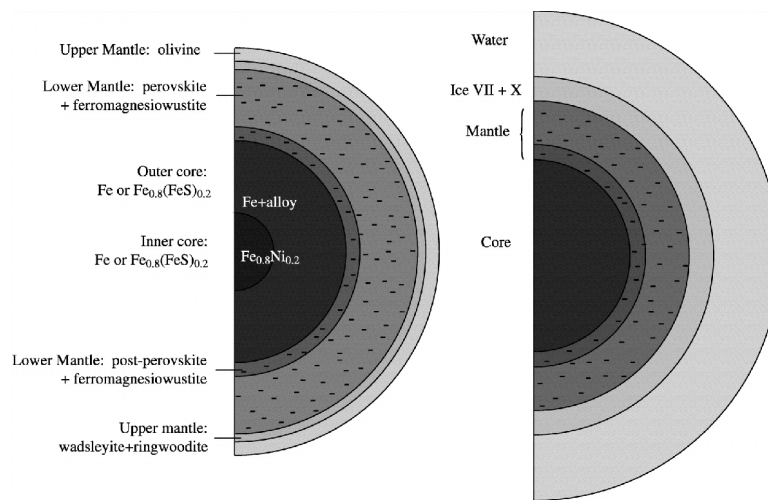 Upper Mantle: olivine
Lower Mantle: perovskite
+ ferromagnesiowustite
Outer core:
Fe or Fe₀.₈(FeS)₀.₂
Inner core:
Fe or Fe₀.₈(FeS)₀.₂
Lower Mantle: post-perovskite
+ ferromagnesiowustite
Upper mantle:
wadsleyite+ringwoodite
Fe+alloy
Fe₀.₈Ni₀.₂
Water
Ice VII + X
Mantle
Core